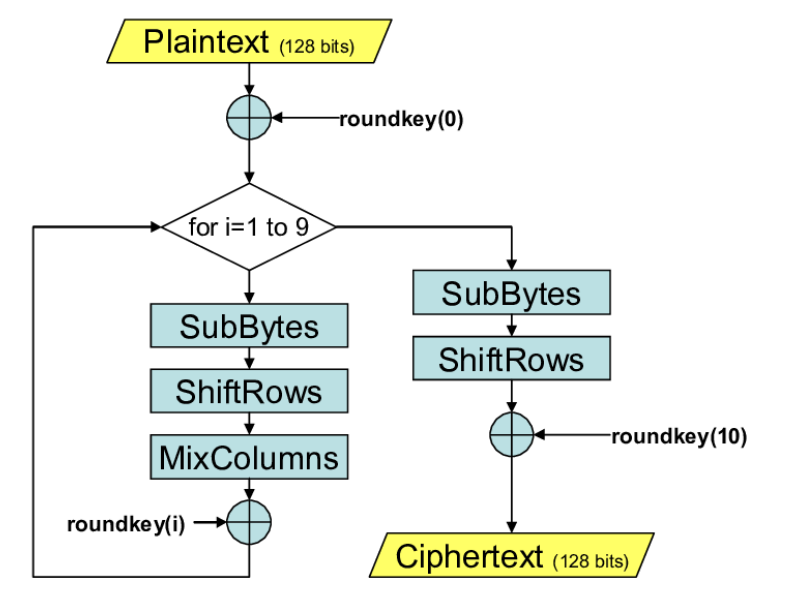 Plaintext (128 bits)
roundkey(0)
for i=1 to 9
SubBytes
ShiftRows
MixColumns
roundkey(i)
SubBytes
ShiftRows
roundkey(10)
Ciphertext (128 bits)